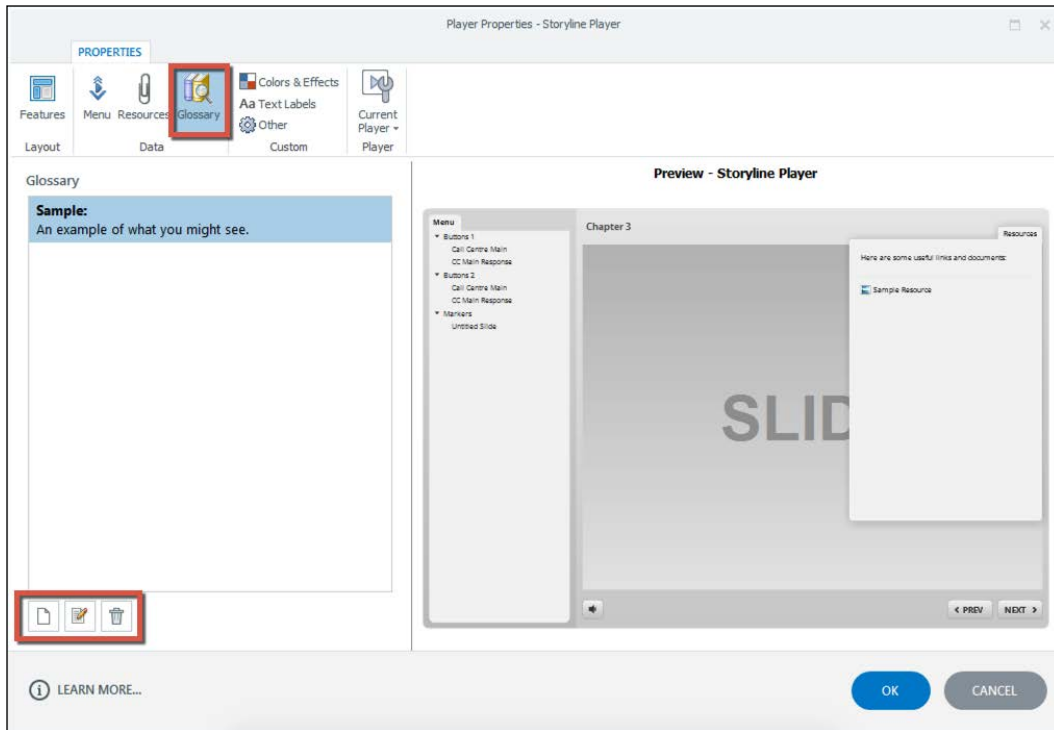 Player Properties - Storyline Player
PROPERTIES
Features
Menu
Resources
Glossary
Colors & Effects
Aa Text Labels
Other
Current
Player
Layout
Data
Custom
Player
Glossary
Sample:
An example of what you might see.
Preview - Storyline Player
Menu
Buttons 1
Call Centre Main
CC Main Response
Buttons 2
Call Centre Main
CC Main Response
Markers
Untitled Slide
Chapter 3
Resources
Here are some useful links and documents:
Sample Resource
SLID
< PREV
NEXT >
LEARN MORE...
OK
CANCEL